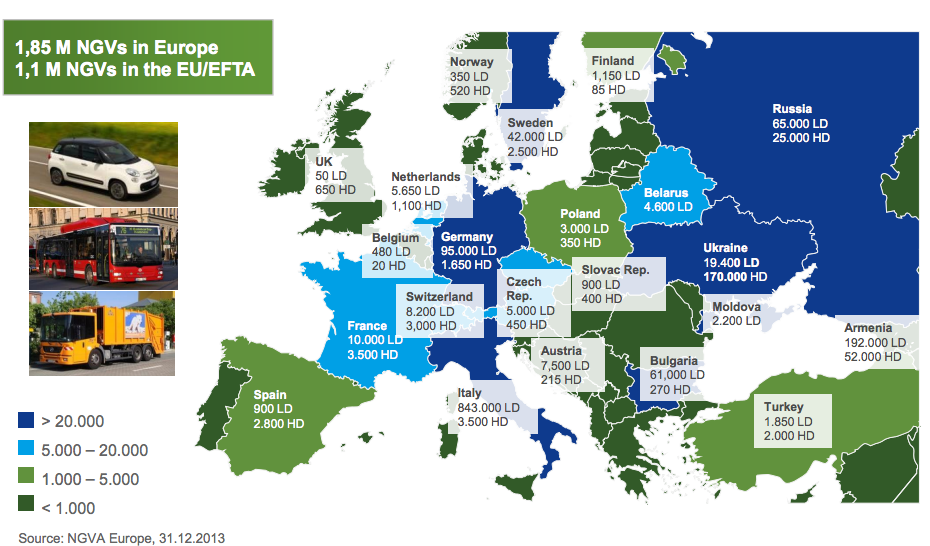 1,85 M NGVs in Europe
1,1 M NGVs in the EU/EFTA
Norway
350 LD
520 HD
Finland
1,150 LD
85 HD
Russia
65.000 LD
25.000 HD
Sweden
42.000 LD
2.500 HD
UK
50 LD
650 HD
Netherlands
5.650 LD
1,100 HD
Belarus
4.600 LD
Poland
3.000 LD
350 HD
Belgium
480 LD
20 HD
Germany
95.000 LD
1.650 HD
Ukraine
19.400 LD
170.000 HD
Slovac Rep.
900 LD
400 HD
Czech
Rep.
5.000 LD
450 HD
Switzerland
8.200 LD
3,000 HD
Moldova
2.200 LD
France
10.000 LD
3.500 HD
Armenia
192.000 LD
52.000 HD
Austria
7,500 LD
215 HD
Bulgaria
61,000 LD
270 HD
Spain
900 LD
2.800 HD
Italy
843.000 LD
3.500 HD
Turkey
1.850 LD
2.000 HD
> 20.000
5.000 – 20.000
1.000 – 5.000
< 1.000
Source: NGVA Europe, 31.12.2013